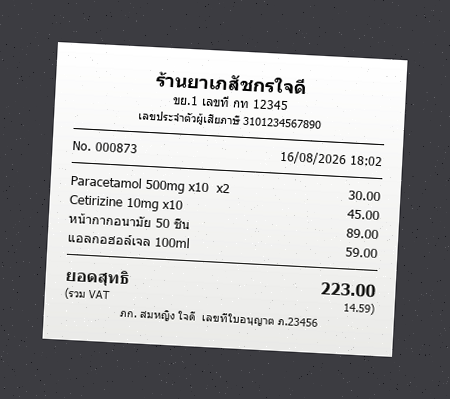 ร้านยาเภสัชกรใจดี
ขย.1 เลขที่ กท 12345
เลขประจำตัวผู้เสียภาษี 3101234567890
No. 000873 16/08/2026 18:02
Paracetamol 500mg x10 x2 30.00
Cetirizine 10mg x10 45.00
หน้ากากอนามัย 50 ชิ้น 89.00
แอลกอฮอล์เจล 100ml 59.00
ยอดสุทธิ 223.00
(รวม VAT 14.59)
ภก. สมหญิง ใจดี เลขที่ใบอนุญาต ภ.23456